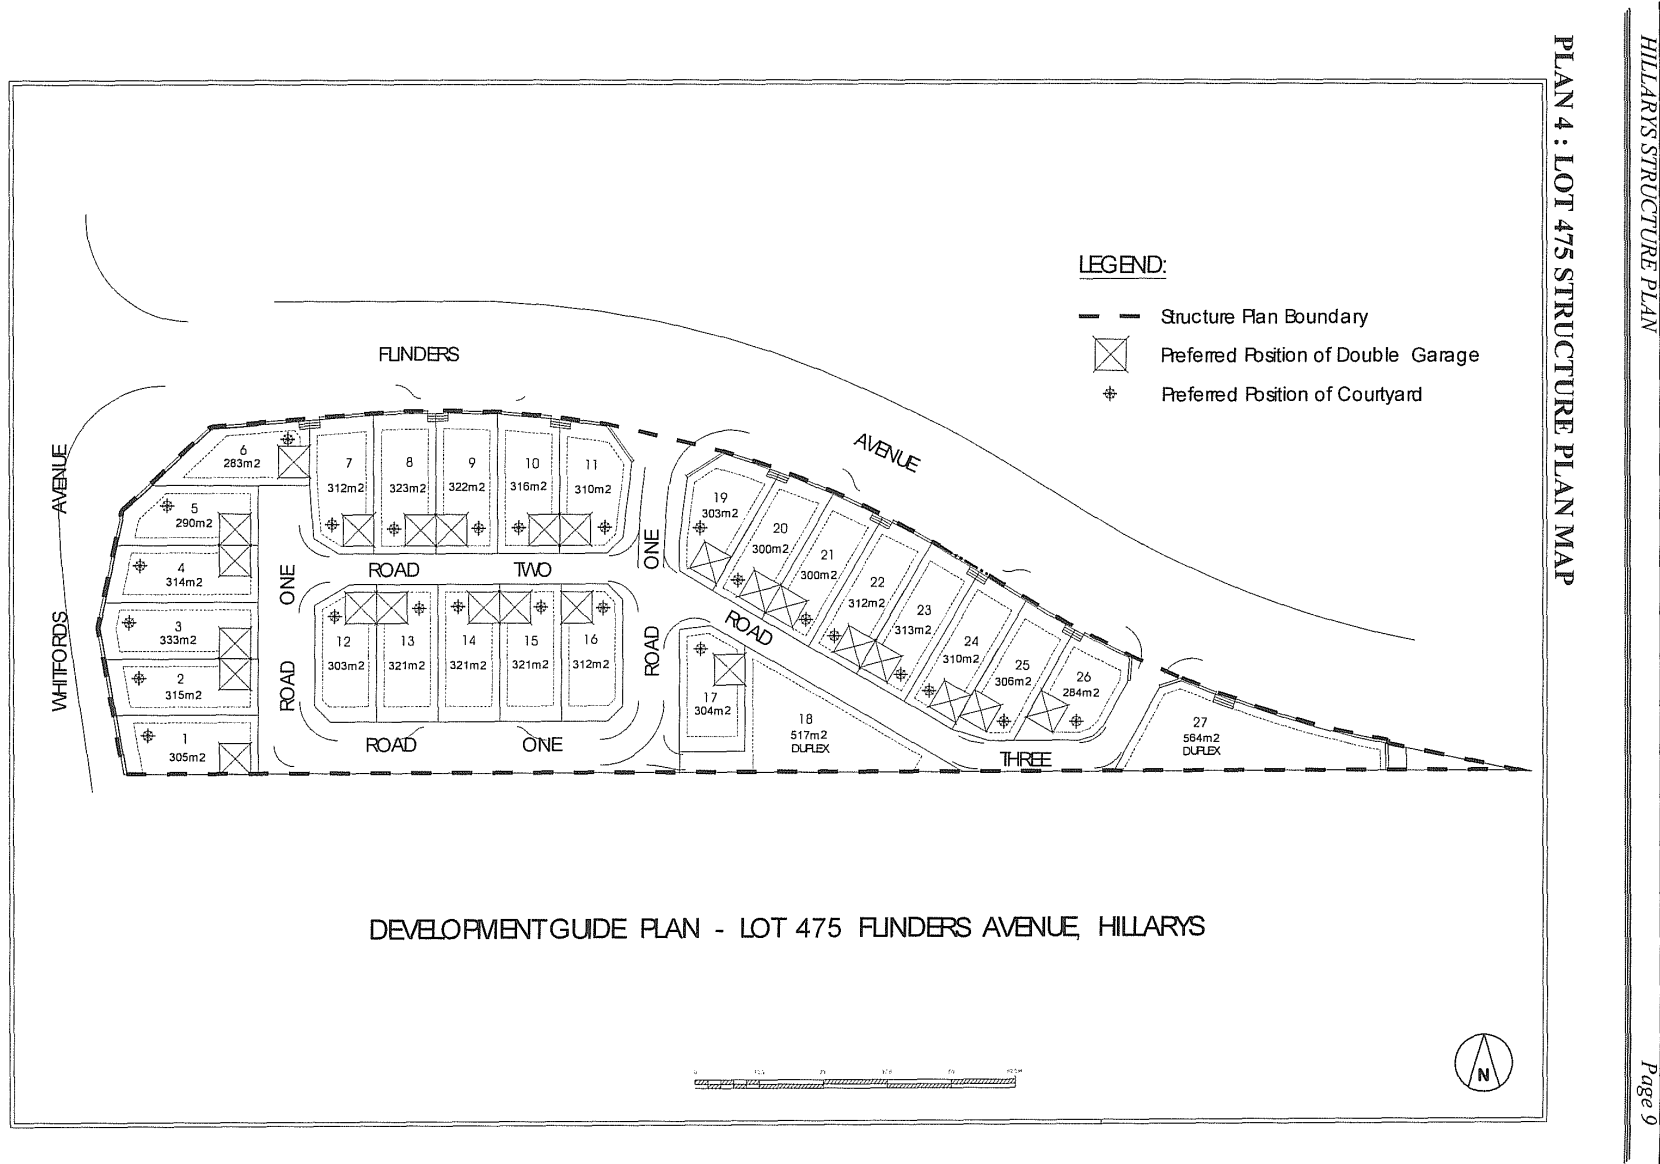 HILLARYS STRUCTURE PLAN
Page 9
PLAN 4 : LOT 475 STRUCTURE PLAN MAP
LEGEND:
Structure Plan Boundary
Preferred Position of Double Garage
Preferred Position of Courtyard
FLINDERS
AVENUE
WHITFORDS
AVENUE
6
283m2
7
312m2
8
323m2
9
322m2
10
316m2
11
310m2
5
290m2
4
314m2
3
333m2
2
315m2
1
305m2
ROAD
TWO
ROAD
ONE
ROAD
ONE
ROAD
ONE
12
303m2
13
321m2
14
321m2
15
321m2
16
312m2
17
304m2
18
517m2
DUPLEX
19
303m2
20
300m2
21
300m2
22
312m2
23
313m2
24
310m2
25
306m2
26
284m2
27
564m2
DUPLEX
ROAD
THREE
DEVELOPMENT GUIDE PLAN - LOT 475 FLINDERS AVENUE, HILLARYS
N